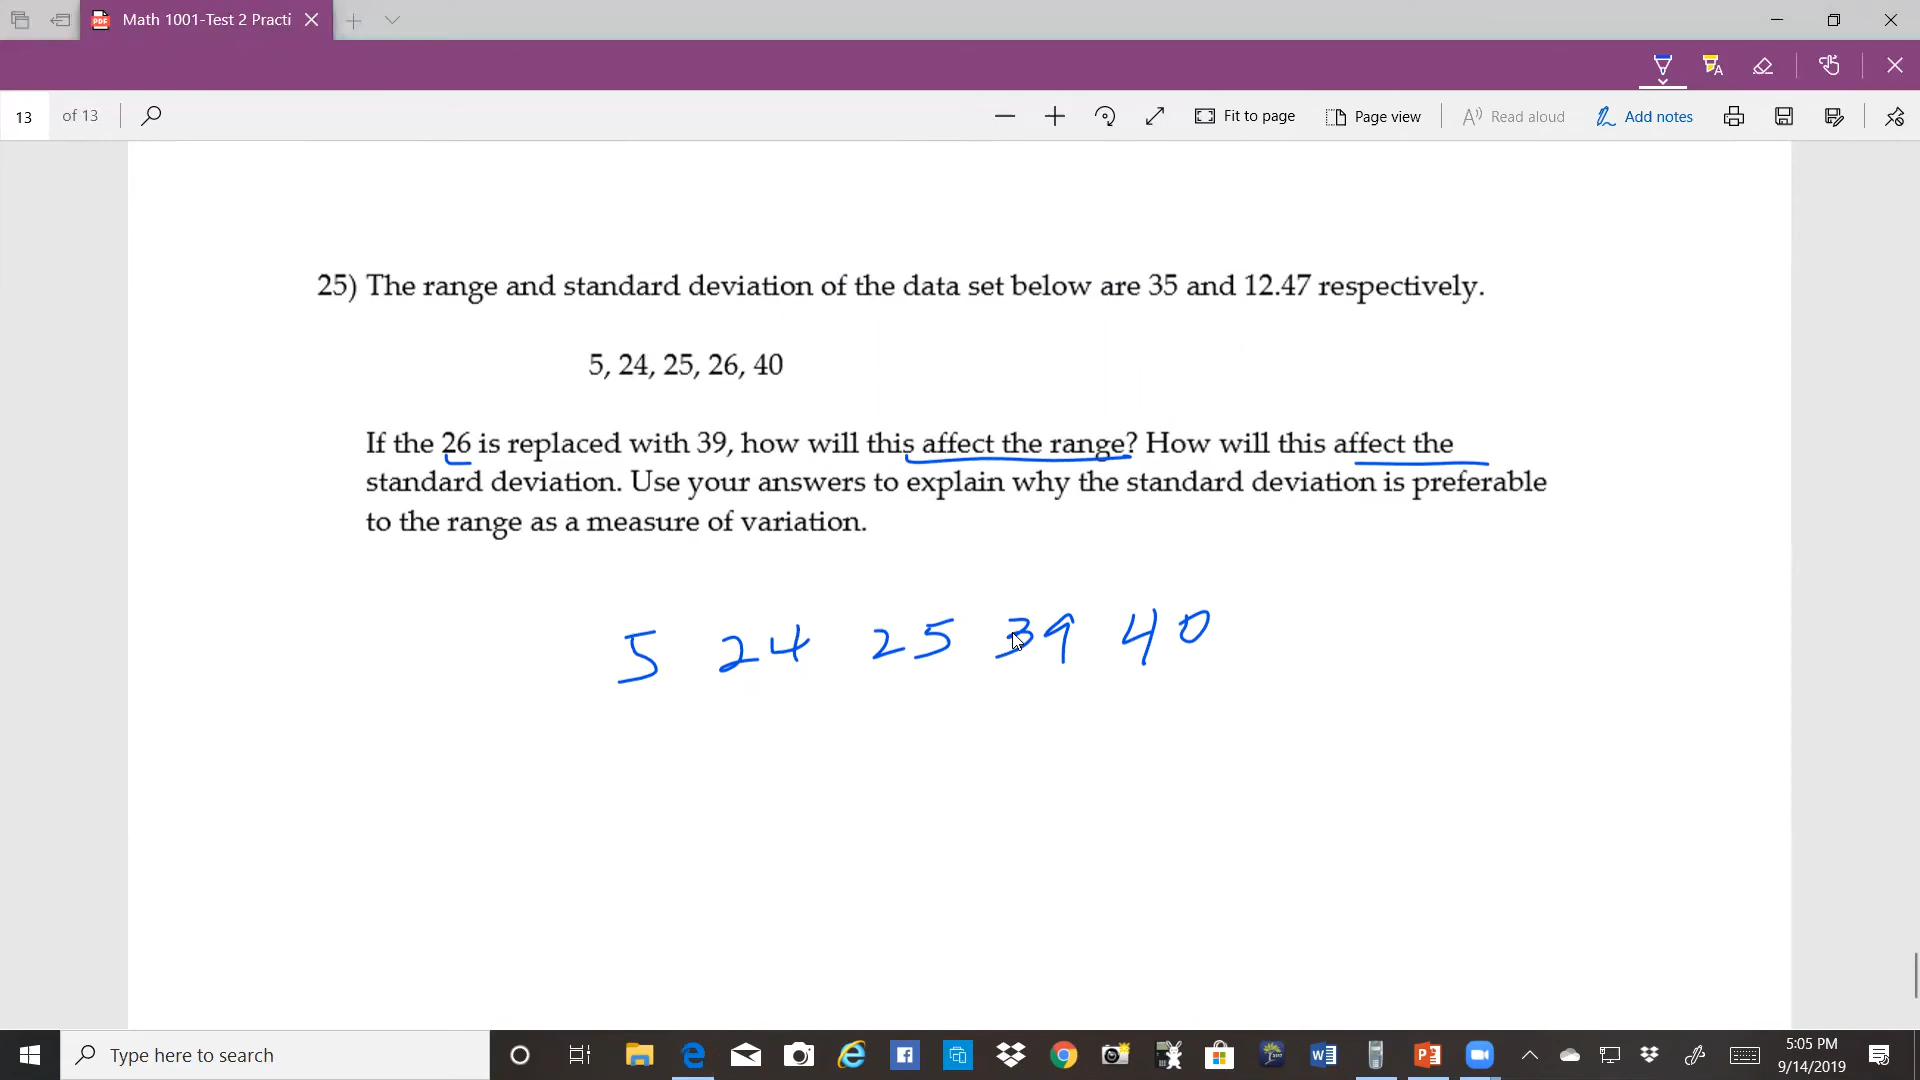 Math 1001-Test 2 Practi
13 of 13
Fit to page
Page view
Read aloud
Add notes
25) The range and standard deviation of the data set below are 35 and 12.47 respectively.
5, 24, 25, 26, 40
If the 26 is replaced with 39, how will this affect the range? How will this affect the
standard deviation. Use your answers to explain why the standard deviation is preferable
to the range as a measure of variation.
5 24 25 39 40
Type here to search
5:05 PM
9/14/2019